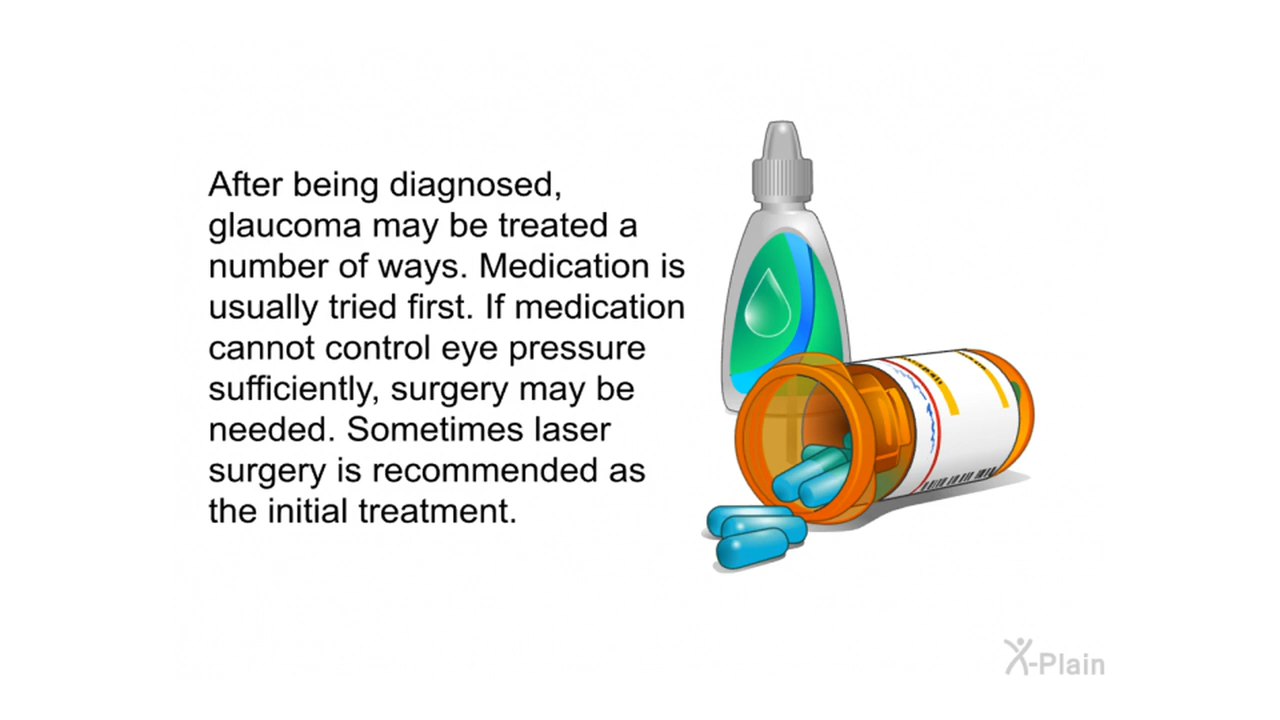 After being diagnosed,
glaucoma may be treated a
number of ways. Medication is
usually tried first. If medication
cannot control eye pressure
sufficiently, surgery may be
needed. Sometimes laser
surgery is recommended as
the initial treatment.
X-Plain